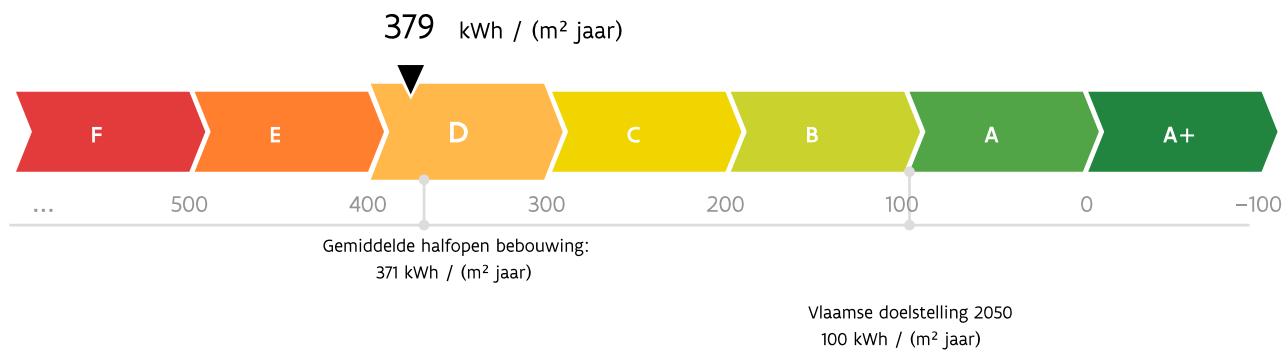 379 kWh / (m² jaar)
F E D C B A A+
... 500 400 300 200 100 0 −100
Gemiddelde halfopen bebouwing:
371 kWh / (m² jaar)
Vlaamse doelstelling 2050
100 kWh / (m² jaar)